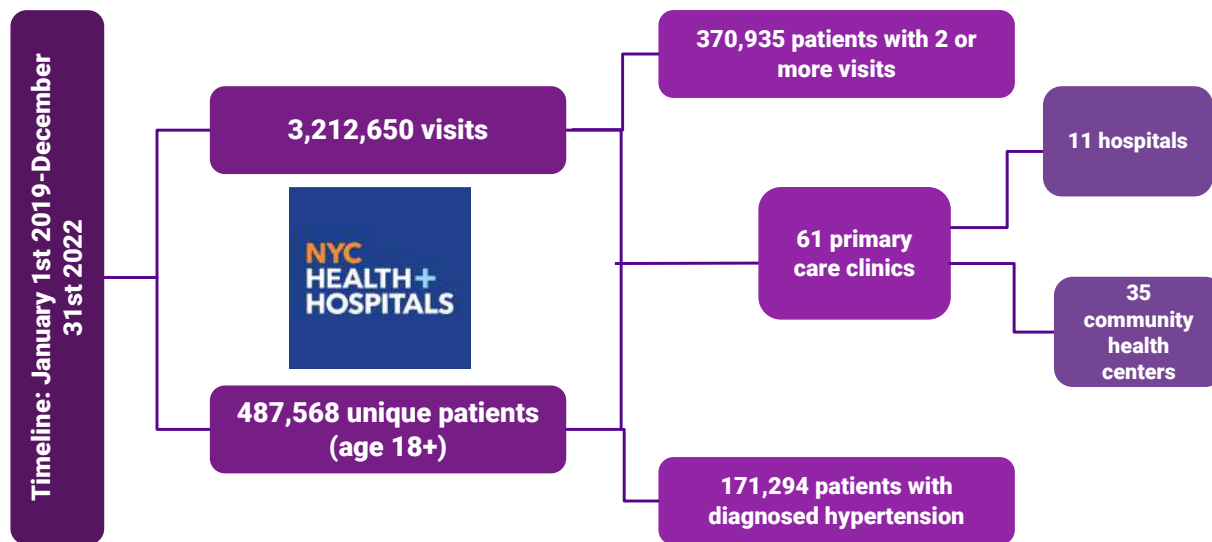 Timeline: January 1st 2019-December
31st 2022
3,212,650 visits
NYC
HEALTH+
HOSPITALS
487,568 unique patients
(age 18+)
370,935 patients with 2 or
more visits
61 primary
care clinics
171,294 patients with
diagnosed hypertension
11 hospitals
35
community
health
centers